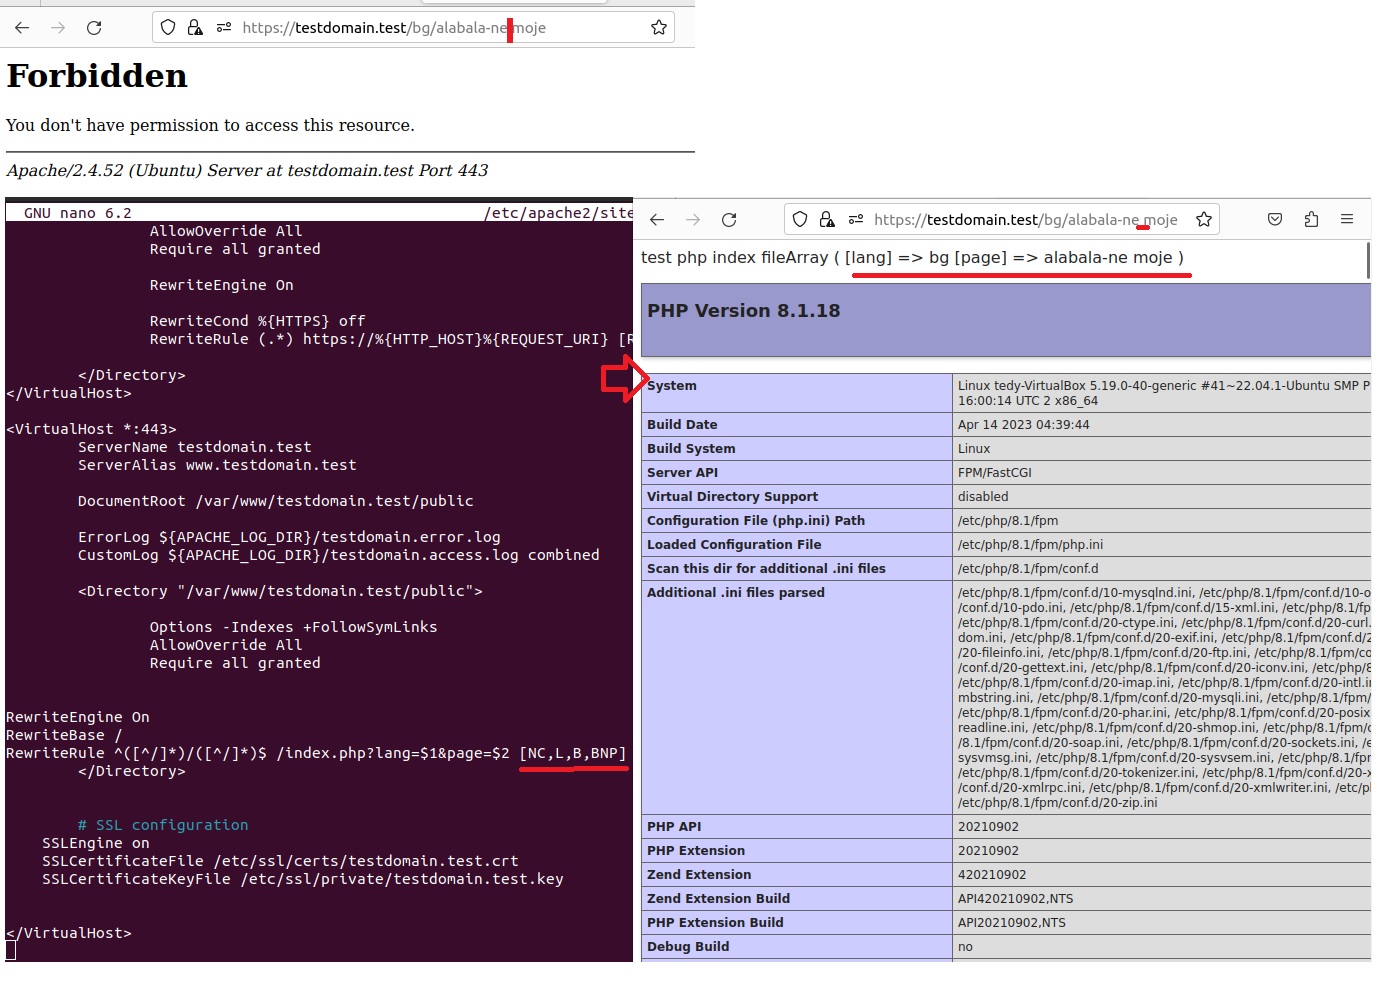 https://testdomain.test/bg/alabala-ne moje
Forbidden
You don't have permission to access this resource.
Apache/2.4.52 (Ubuntu) Server at testdomain.test Port 443
GNU nano 6.2 /etc/apache2/site
AllowOverride All
Require all granted
RewriteEngine On
RewriteCond %{HTTPS} off
RewriteRule (.*) https://%{HTTP_HOST}%{REQUEST_URI} [R
</Directory>
</VirtualHost>
<VirtualHost *:443>
ServerName testdomain.test
ServerAlias www.testdomain.test
DocumentRoot /var/www/testdomain.test/public
ErrorLog ${APACHE_LOG_DIR}/testdomain.error.log
CustomLog ${APACHE_LOG_DIR}/testdomain.access.log combined
<Directory "/var/www/testdomain.test/public">
Options -Indexes +FollowSymLinks
AllowOverride All
Require all granted
RewriteEngine On
RewriteBase /
RewriteRule ^([^/]*)/([^/]*)$ /index.php?lang=$1&page=$2 [NC,L,B,BNP]
</Directory>
# SSL configuration
SSLEngine on
SSLCertificateFile /etc/ssl/certs/testdomain.test.crt
SSLCertificateKeyFile /etc/ssl/private/testdomain.test.key
</VirtualHost>
https://testdomain.test/bg/alabala-ne moje
test php index fileArray ( [lang] => bg [page] => alabala-ne moje )
PHP Version 8.1.18
System Linux tedy-VirtualBox 5.19.0-40-generic #41~22.04.1-Ubuntu SMP P
16:00:14 UTC 2 x86_64
Build Date Apr 14 2023 04:39:44
Build System Linux
Server API FPM/FastCGI
Virtual Directory Support disabled
Configuration File (php.ini) Path /etc/php/8.1/fpm
Loaded Configuration File /etc/php/8.1/fpm/php.ini
Scan this dir for additional .ini files /etc/php/8.1/fpm/conf.d
Additional .ini files parsed /etc/php/8.1/fpm/conf.d/10-mysqlnd.ini, /etc/php/8.1/fpm/conf.d/10-o
/conf.d/10-pdo.ini, /etc/php/8.1/fpm/conf.d/15-xml.ini, /etc/php/8.1/fp
/etc/php/8.1/fpm/conf.d/20-ctype.ini, /etc/php/8.1/fpm/conf.d/20-curl.
dom.ini, /etc/php/8.1/fpm/conf.d/20-exif.ini, /etc/php/8.1/fpm/conf.d/2
/20-fileinfo.ini, /etc/php/8.1/fpm/conf.d/20-ftp.ini, /etc/php/8.1/fpm/co
/conf.d/20-gettext.ini, /etc/php/8.1/fpm/conf.d/20-iconv.ini, /etc/php/8
/etc/php/8.1/fpm/conf.d/20-imap.ini, /etc/php/8.1/fpm/conf.d/20-intl.in
mbstring.ini, /etc/php/8.1/fpm/conf.d/20-mysqli.ini, /etc/php/8.1/fpm/
/etc/php/8.1/fpm/conf.d/20-phar.ini, /etc/php/8.1/fpm/conf.d/20-posix
readline.ini, /etc/php/8.1/fpm/conf.d/20-shmop.ini, /etc/php/8.1/fpm/c
/8.1/fpm/conf.d/20-soap.ini, /etc/php/8.1/fpm/conf.d/20-sockets.ini, /e
sysvmsg.ini, /etc/php/8.1/fpm/conf.d/20-sysvsem.ini, /etc/php/8.1/fpm
/etc/php/8.1/fpm/conf.d/20-tokenizer.ini, /etc/php/8.1/fpm/conf.d/20-x
/conf.d/20-xmlrpc.ini, /etc/php/8.1/fpm/conf.d/20-xmlwriter.ini, /etc/ph
/etc/php/8.1/fpm/conf.d/20-zip.ini
PHP API 20210902
PHP Extension 20210902
Zend Extension 420210902
Zend Extension Build API420210902,NTS
PHP Extension Build API20210902,NTS
Debug Build no